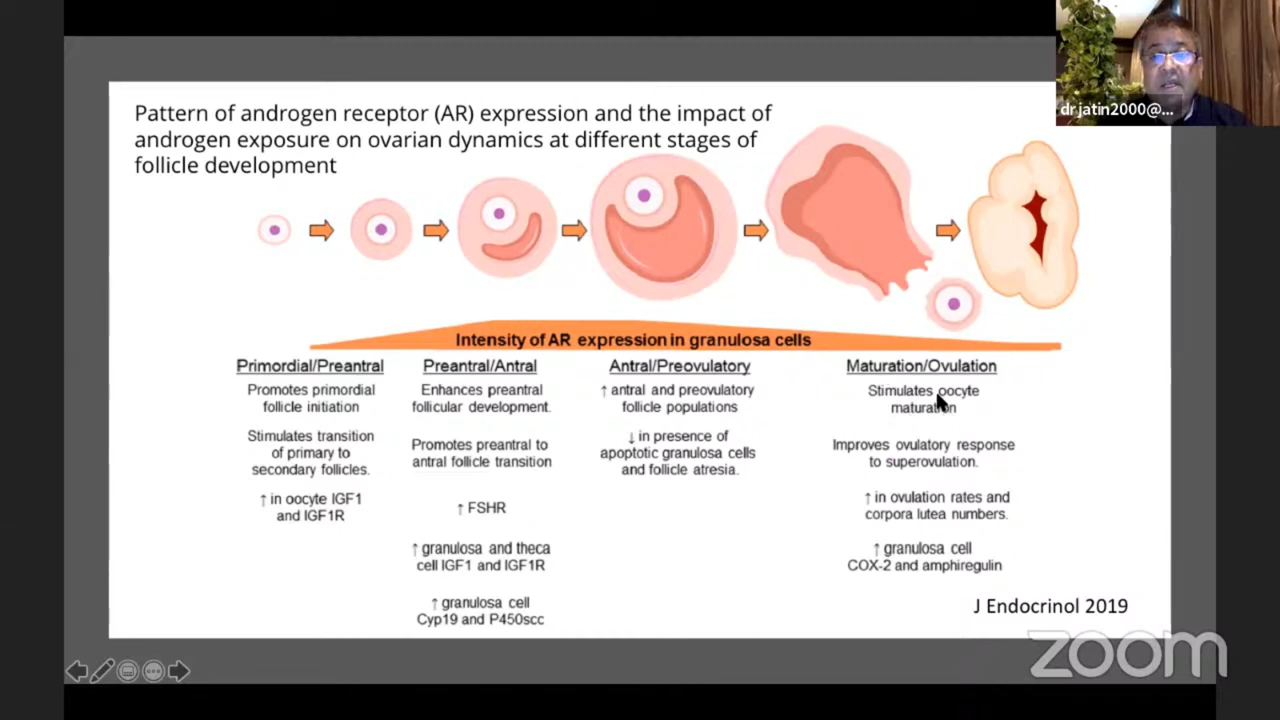 dr.jatin2000@...
Pattern of androgen receptor (AR) expression and the impact of
androgen exposure on ovarian dynamics at different stages of
follicle development
Intensity of AR expression in granulosa cells
Primordial/Preantral
Promotes primordial
follicle initiation
Stimulates transition
of primary to
secondary follicles.
↑ in oocyte IGF1
and IGF1R
Preantral/Antral
Enhances preantral
follicular development.
Promotes preantral to
antral follicle transition
↑ FSHR
↑ granulosa and theca
cell IGF1 and IGF1R
↑ granulosa cell
Cyp19 and P450scc
Antral/Preovulatory
↑ antral and preovulatory
follicle populations
↓ in presence of
apoptotic granulosa cells
and follicle atresia.
Maturation/Ovulation
Stimulates oocyte
maturation
Improves ovulatory response
to superovulation.
↑ in ovulation rates and
corpora lutea numbers.
↑ granulosa cell
COX-2 and amphiregulin
J Endocrinol 2019
zoom